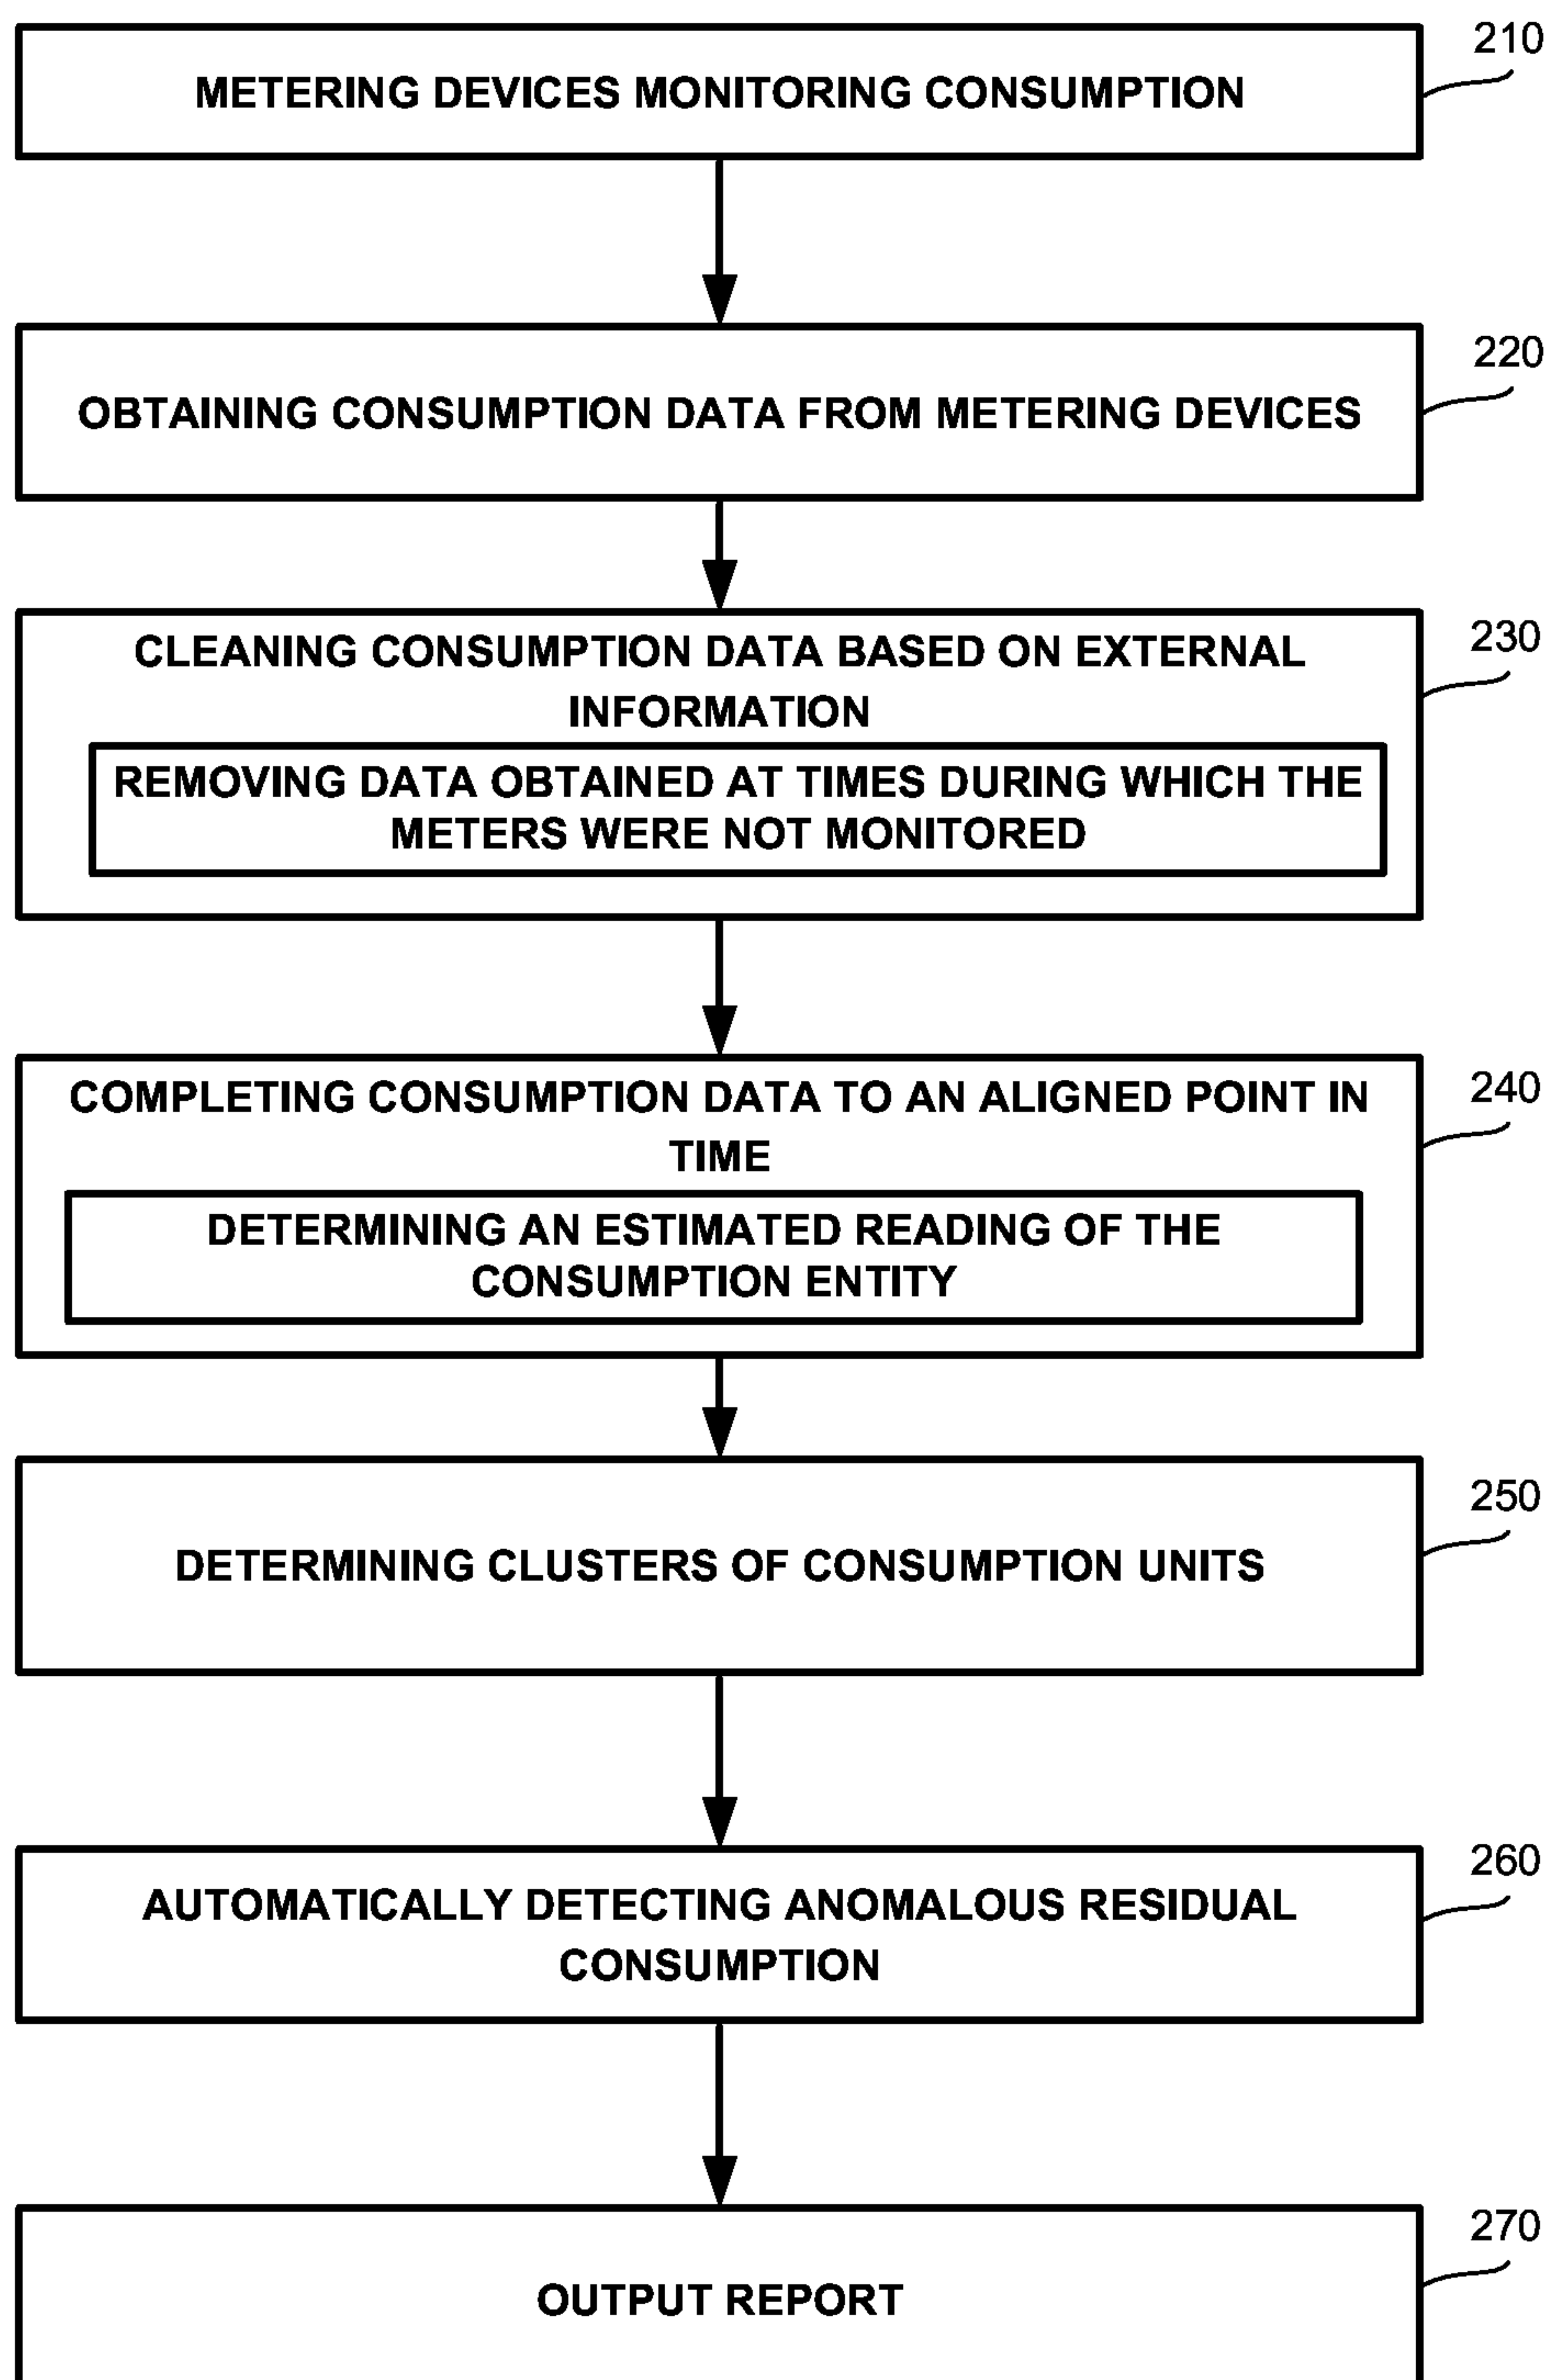 210
METERING DEVICES MONITORING CONSUMPTION
220
OBTAINING CONSUMPTION DATA FROM METERING DEVICES
230
CLEANING CONSUMPTION DATA BASED ON EXTERNAL
INFORMATION
REMOVING DATA OBTAINED AT TIMES DURING WHICH THE
METERS WERE NOT MONITORED
240
COMPLETING CONSUMPTION DATA TO AN ALIGNED POINT IN
TIME
DETERMINING AN ESTIMATED READING OF THE
CONSUMPTION ENTITY
250
DETERMINING CLUSTERS OF CONSUMPTION UNITS
260
AUTOMATICALLY DETECTING ANOMALOUS RESIDUAL
CONSUMPTION
270
OUTPUT REPORT